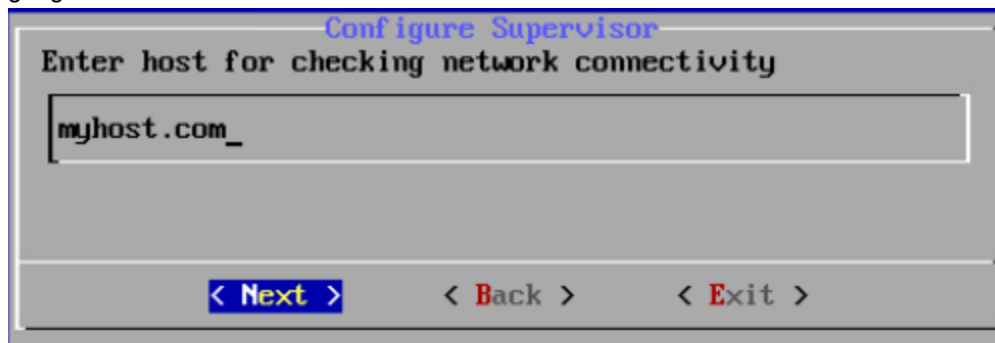 Configure Supervisor
Enter host for checking network connectivity
myhost.com_
< Next > < Back > < Exit >